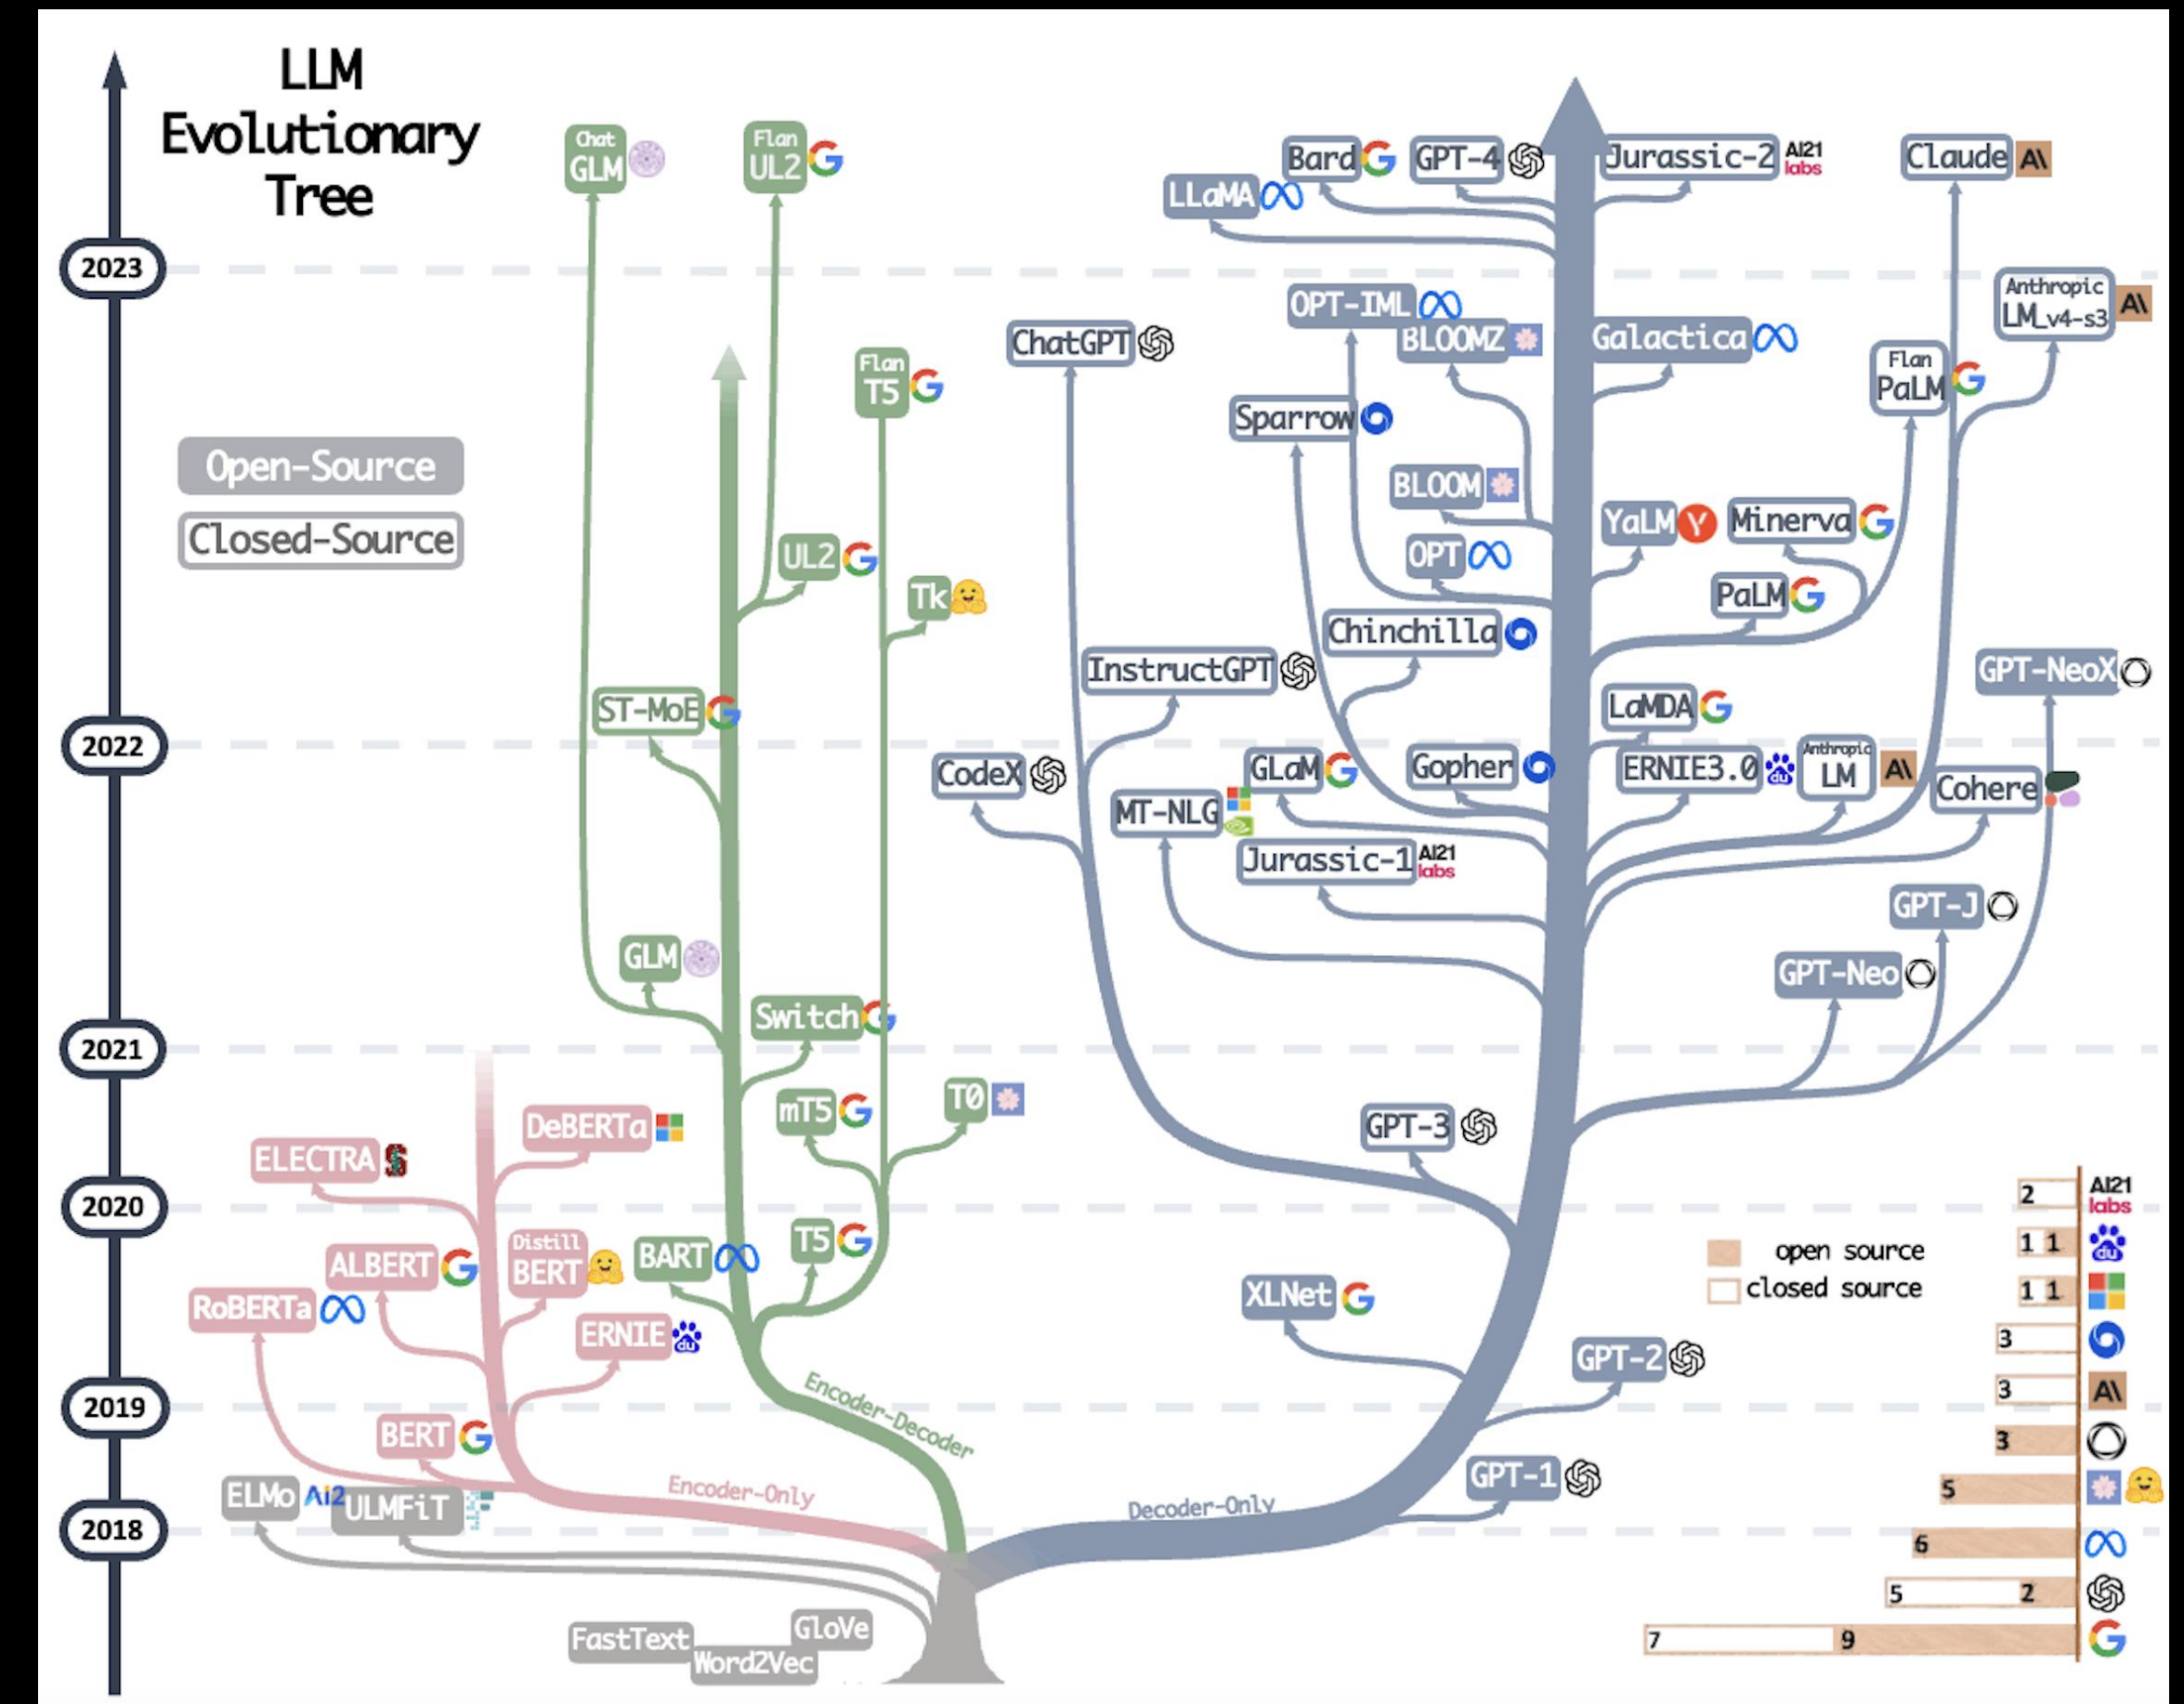 LLM
Evolutionary
Tree
2023
2022
2021
2020
2019
2018
Open-Source
Closed-Source
Chat
GLM
Flan
UL2
Flan
T5
UL2
Tk
ST-MoE
GLM
Switch
mT5
T0
T5
BART
Encoder-Decoder
DeBERTa
ELECTRA
ALBERT
Distill
BERT
RoBERTa
ERNIE
BERT
Encoder-Only
ELMo
Ai2
ULMFiT
FastText
GloVe
Word2Vec
LLaMA
Bard
GPT-4
Jurassic-2
AI21
labs
Claude
A\
Anthropic
LM_v4-s3
A\
ChatGPT
OPT-IML
BLOOMZ
Galactica
Flan
PaLM
Sparrow
BLOOM
YaLM
Y
Minerva
OPT
PaLM
Chinchilla
InstructGPT
LaMDA
GPT-NeoX
CodeX
GLaM
Gopher
ERNIE3.0
du
Anthropic
LM
A\
Cohere
MT-NLG
Jurassic-1
AI21
labs
GPT-J
GPT-Neo
GPT-3
XLNet
GPT-2
GPT-1
Decoder-Only
open source
closed source
2
AI21
labs
1 1
du
1 1
3
3
A\
3
5
6
5 2
7 9